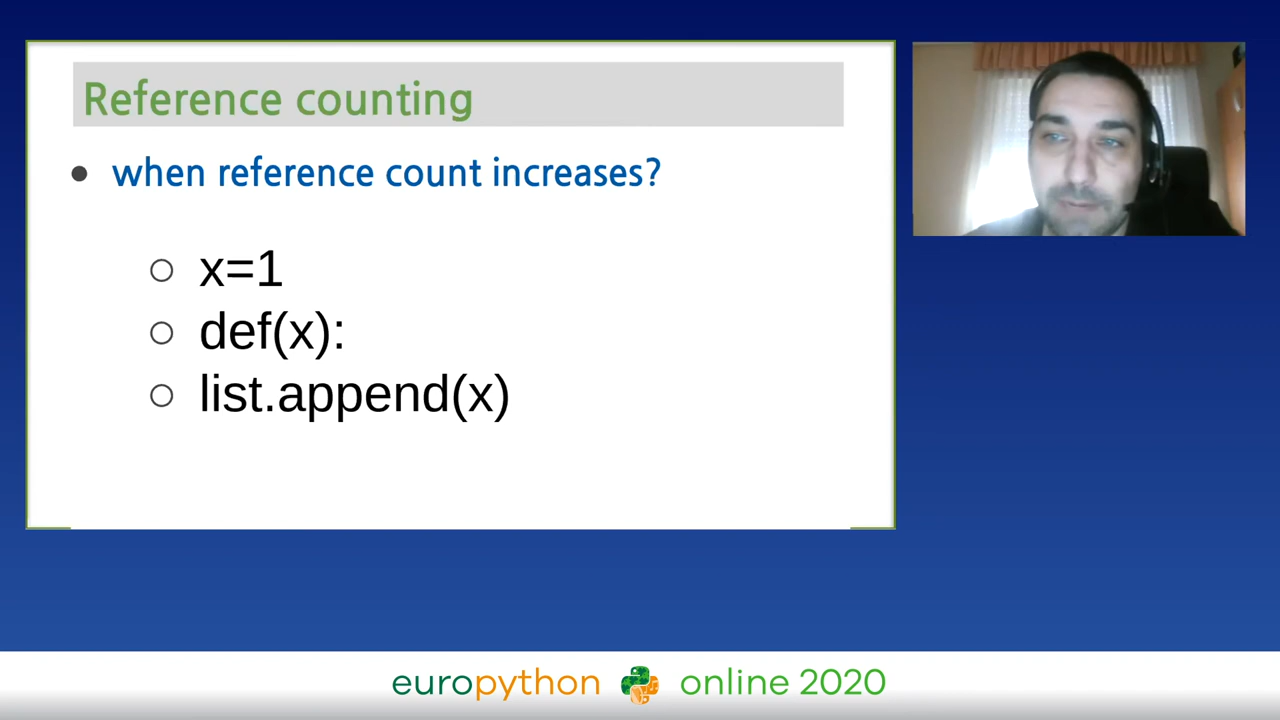 Reference counting
when reference count increases?
x=1
def(x):
list.append(x)
europython online 2020